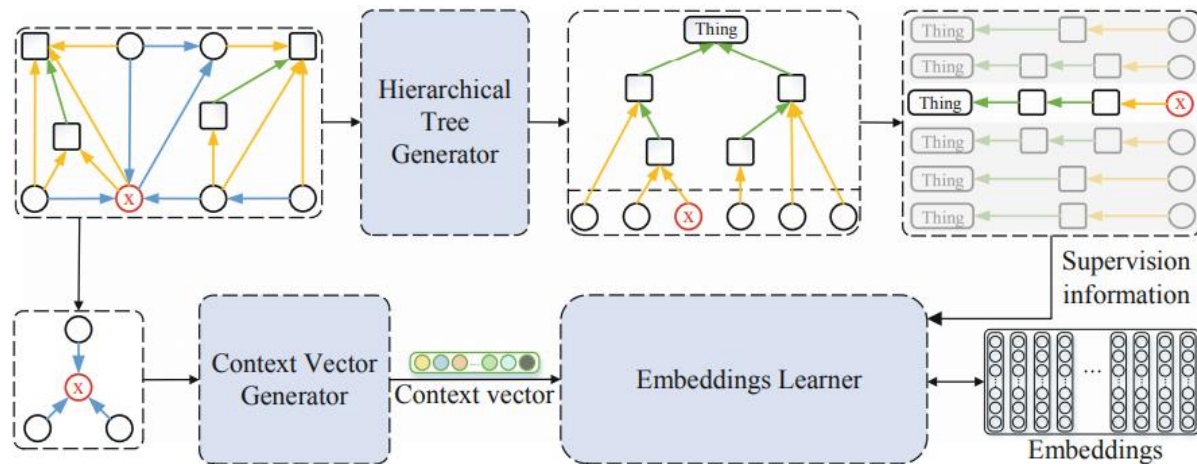 Thing
Thing
Thing
Thing
Thing
Thing
Thing
Hierarchical
Tree
Generator
X
X
X
Supervision
information
X
Context Vector
Generator
Context vector
Embeddings Learner
...
Embeddings